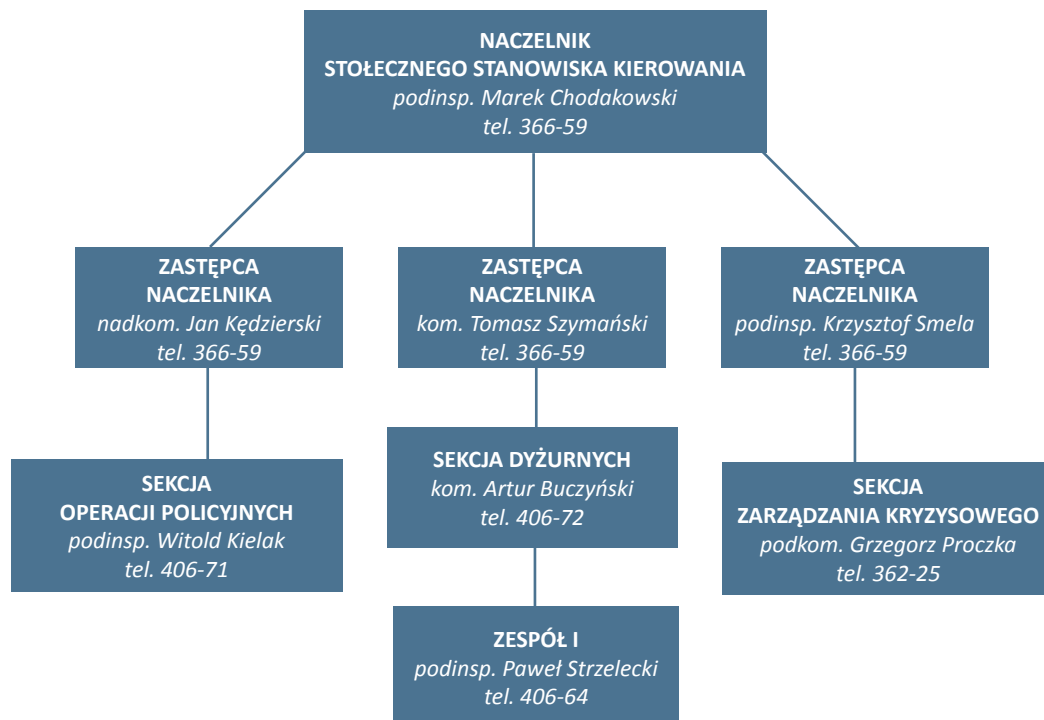 NACZELNIK
STOŁECZNEGO STANOWISKA KIEROWANIA
podinsp. Marek Chodakowski
tel. 366-59
ZASTĘPCA
NACZELNIKA
nadkom. Jan Kędzierski
tel. 366-59
ZASTĘPCA
NACZELNIKA
kom. Tomasz Szymański
tel. 366-59
ZASTĘPCA
NACZELNIKA
podinsp. Krzysztof Smela
tel. 366-59
SEKCJA
OPERACJI POLICYJNYCH
podinsp. Witold Kielak
tel. 406-71
SEKCJA DYŻURNYCH
kom. Artur Buczyński
tel. 406-72
SEKCJA
ZARZĄDZANIA KRYZYSOWEGO
podkom. Grzegorz Proczka
tel. 362-25
ZESPÓŁ I
podinsp. Paweł Strzelecki
tel. 406-64